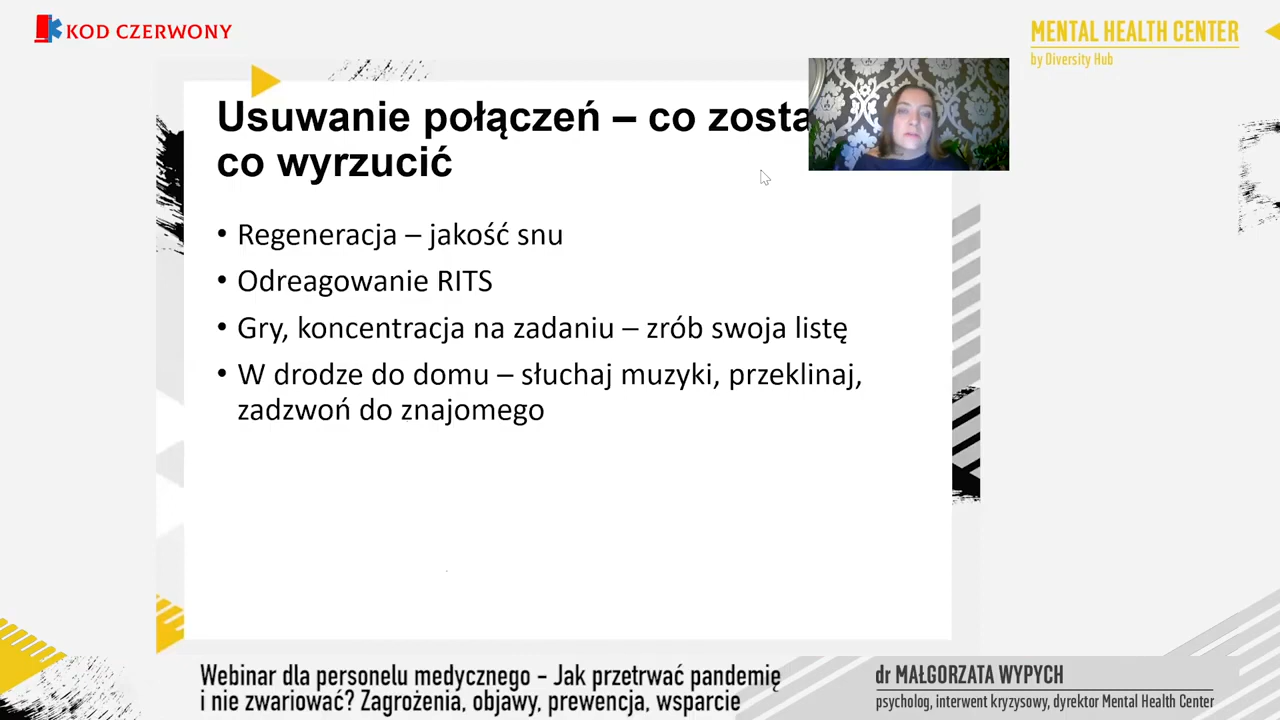 KOD CZERWONY
MENTAL HEALTH CENTER
by Diversity Hub
Usuwanie połączeń – co zosta
co wyrzucić
• Regeneracja – jakość snu
• Odreagowanie RITS
• Gry, koncentracja na zadaniu – zrób swoja listę
• W drodze do domu – słuchaj muzyki, przeklinaj,
zadzwoń do znajomego
Webinar dla personelu medycznego – Jak przetrwać pandemię
i nie zwariować? Zagrożenia, objawy, prewencja, wsparcie
dr MAŁGORZATA WYPYCH
psycholog, interwent kryzysowy, dyrektor Mental Health Center